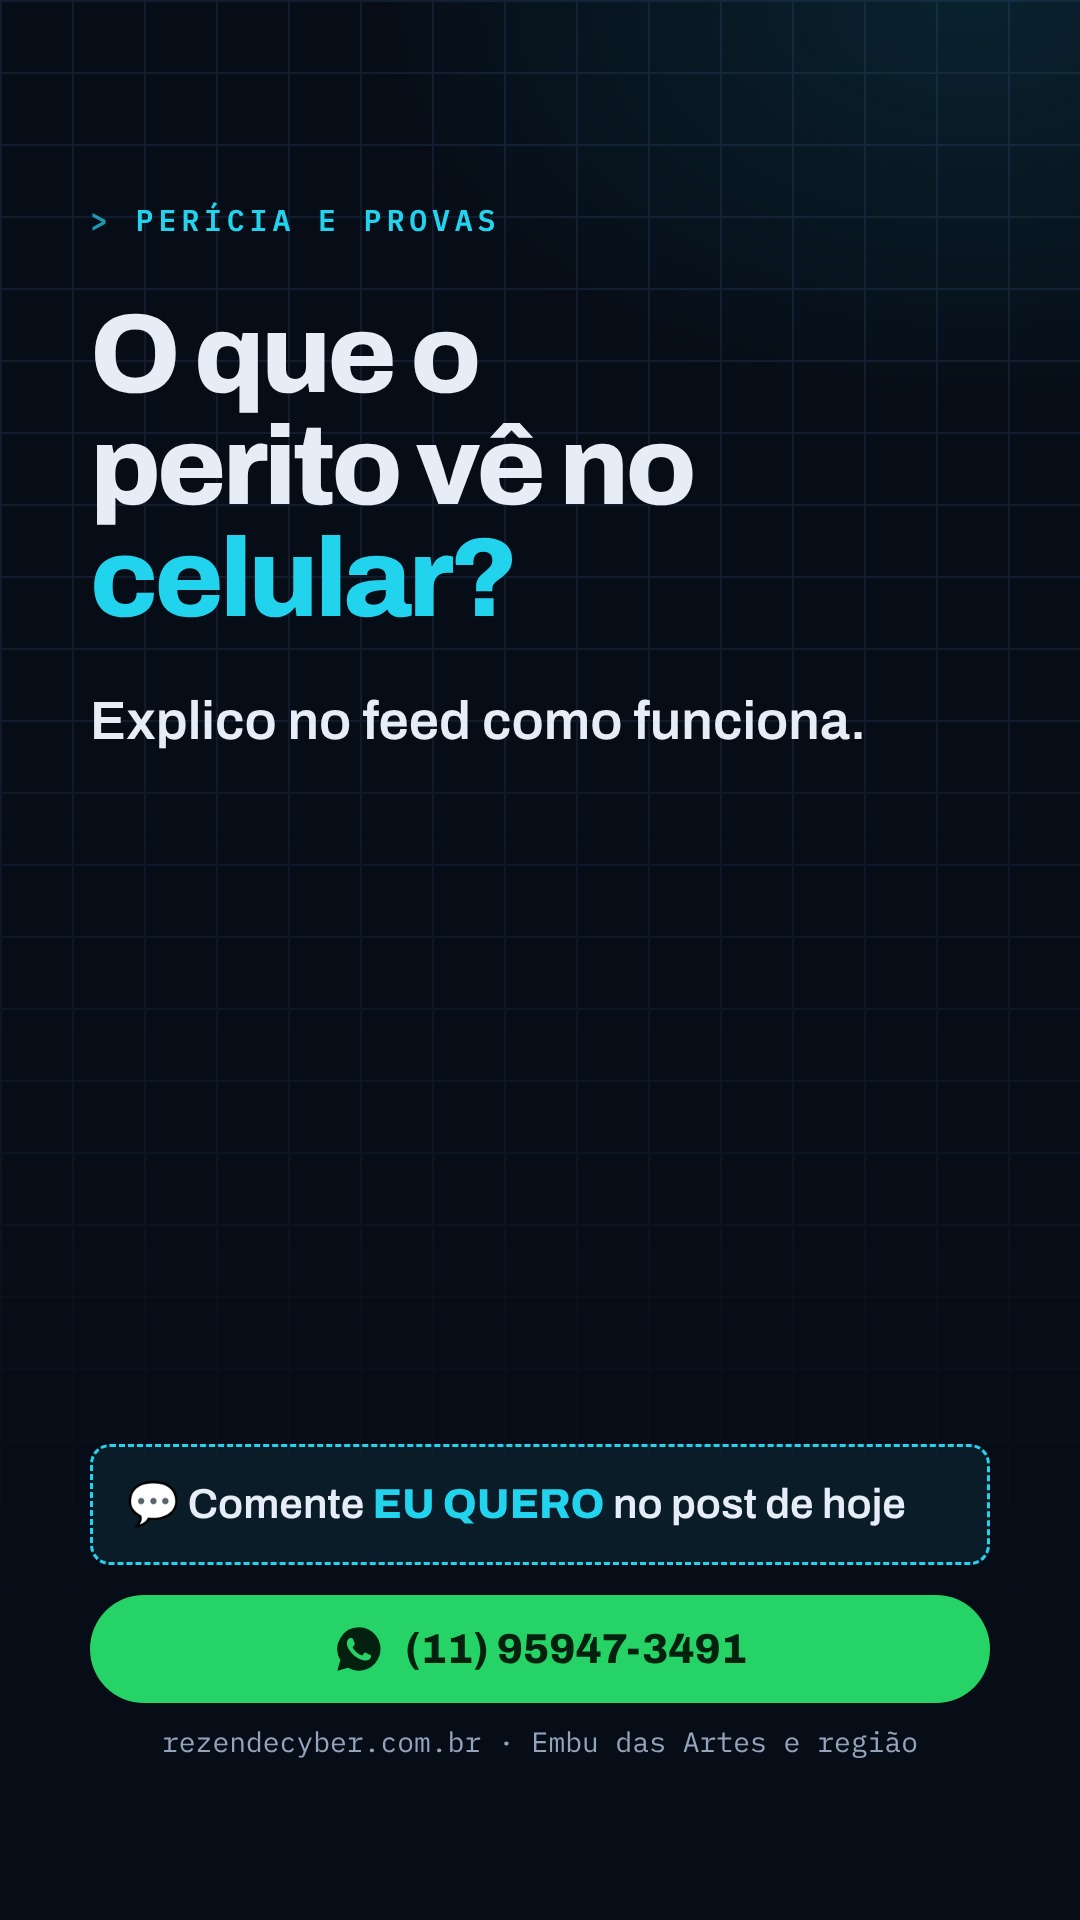 > PERÍCIA E PROVAS
O que o
perito vê no
celular?
Explico no feed como funciona.
💬 Comente EU QUERO no post de hoje
(11) 95947-3491
rezendecyber.com.br · Embu das Artes e região